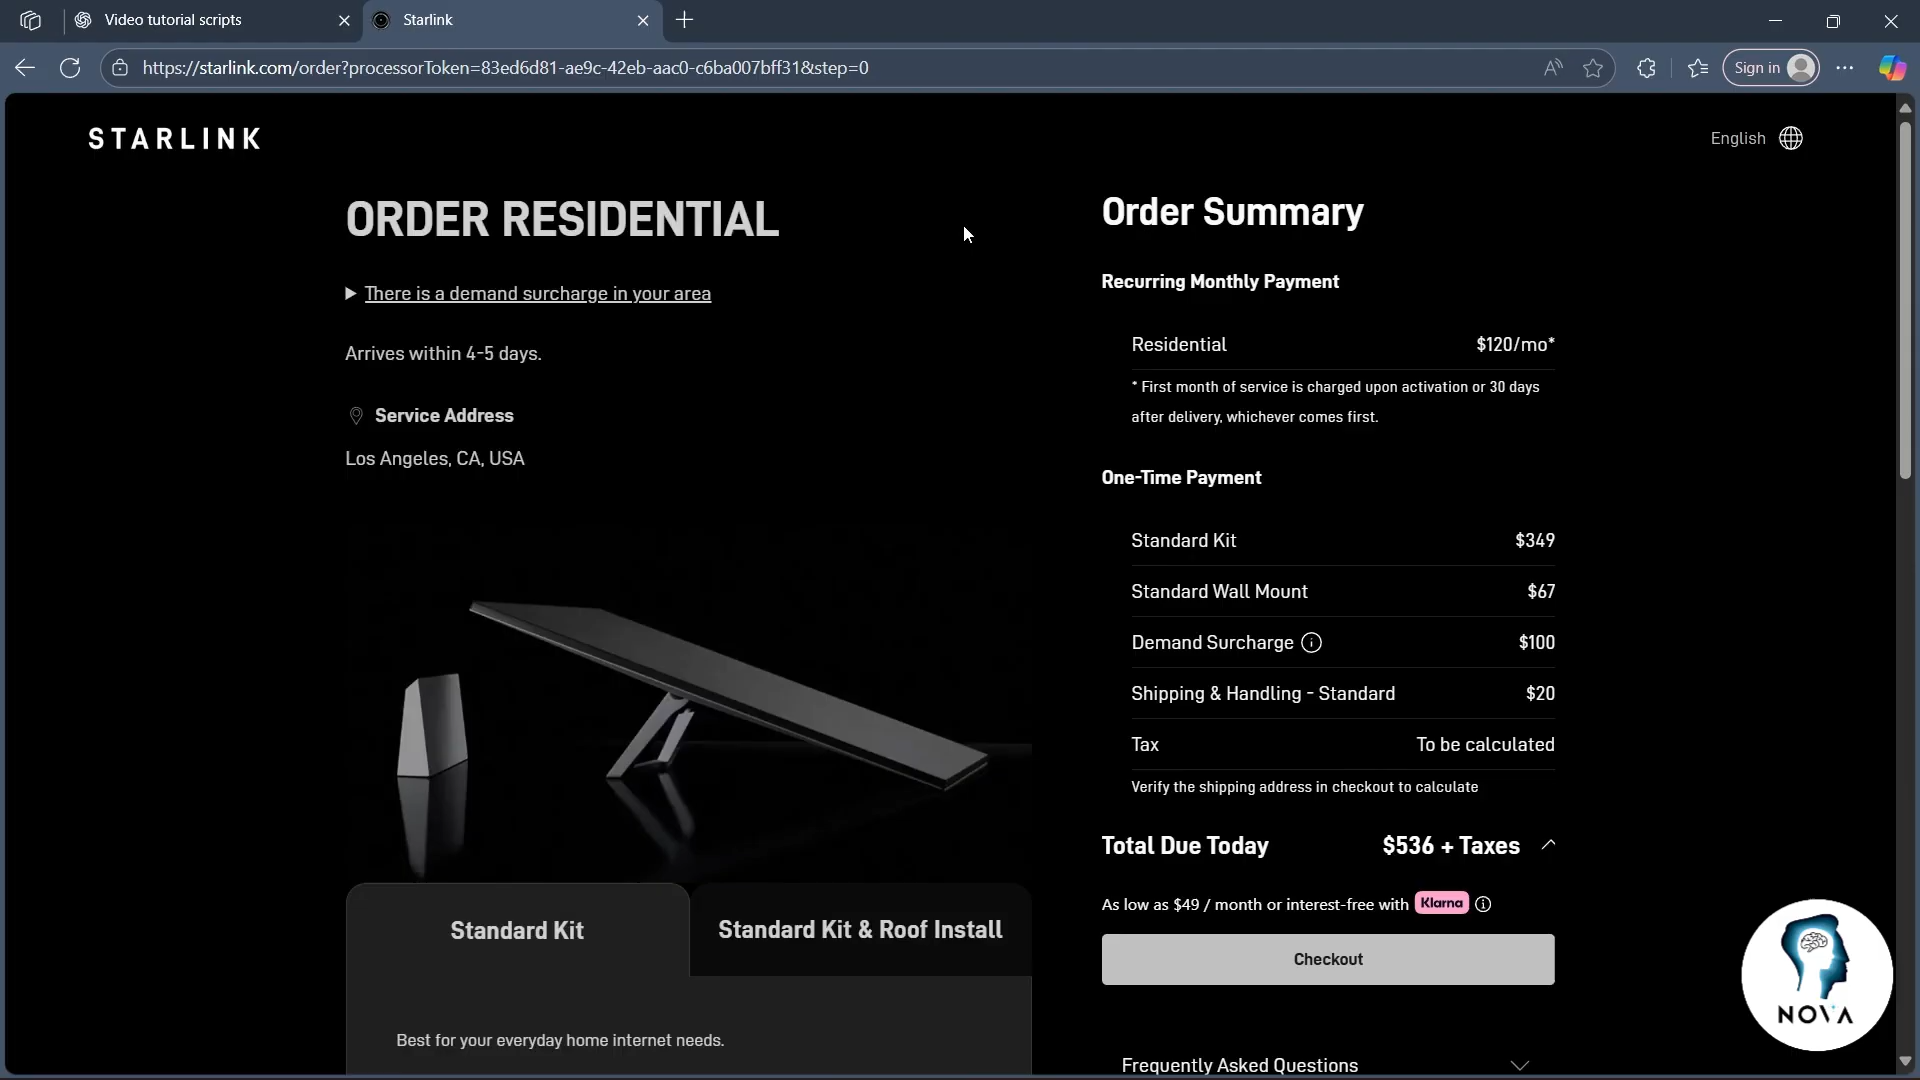 Video tutorial scripts
Starlink
https://starlink.com/order?processorToken=83ed6d81-ae9c-42eb-aac0-c6ba007bff31&step=0
Sign in
STARLINK
English
ORDER RESIDENTIAL
There is a demand surcharge in your area
Arrives within 4-5 days.
Service Address
Los Angeles, CA, USA
Standard Kit
Standard Kit & Roof Install
Best for your everyday home internet needs.
Order Summary
Recurring Monthly Payment
Residential $120/mo*
* First month of service is charged upon activation or 30 days
after delivery, whichever comes first.
One-Time Payment
Standard Kit $349
Standard Wall Mount $67
Demand Surcharge $100
Shipping & Handling - Standard $20
Tax To be calculated
Verify the shipping address in checkout to calculate
Total Due Today $536 + Taxes
As low as $49 / month or interest-free with Klarna
Checkout
Frequently Asked Questions
NOVA